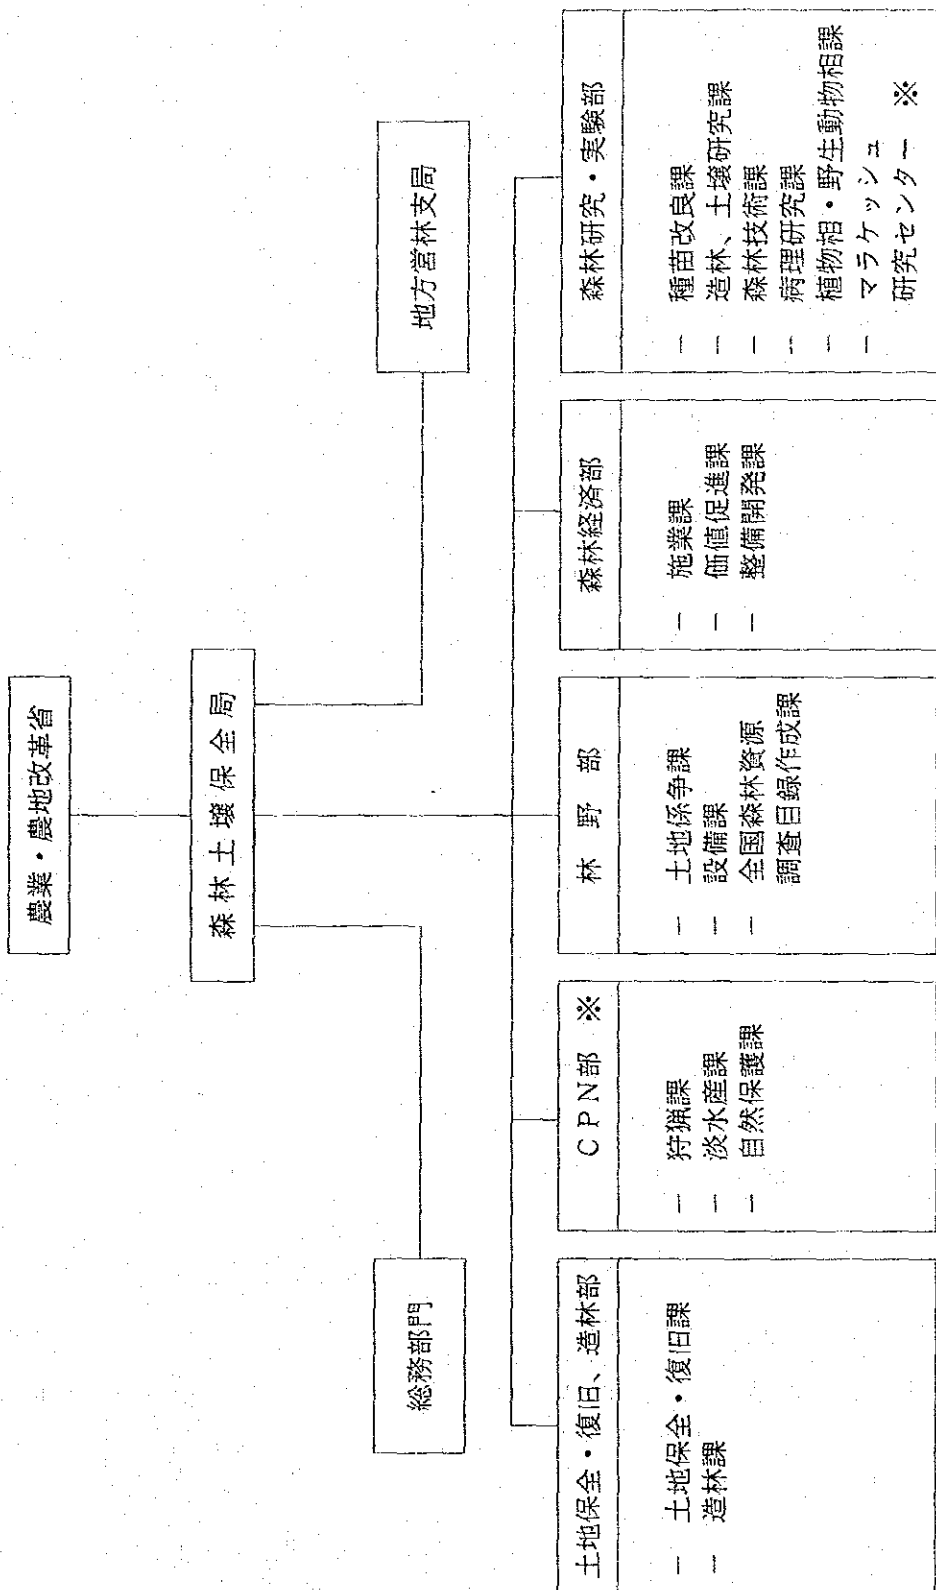 農業・農地改革省
森林土壌保全局
総務部門
地方営林支局
土地保全・復旧、造林部
－ 土地保全・復旧課
－ 造林課
CPN部 ※
－ 狩猟課
－ 淡水産課
－ 自然保護課
林野部
－ 土地係争課
－ 設備課
－ 全国森林資源
調査目録作成課
森林経済部
－ 施業課
－ 価値促進課
－ 整備開発課
森林研究・実験部
－ 種苗改良課
－ 造林、土壌研究課
－ 森林技術課
－ 病理研究課
－ 植物相・野生動物相課
－ マラケッシュ
研究センター ※